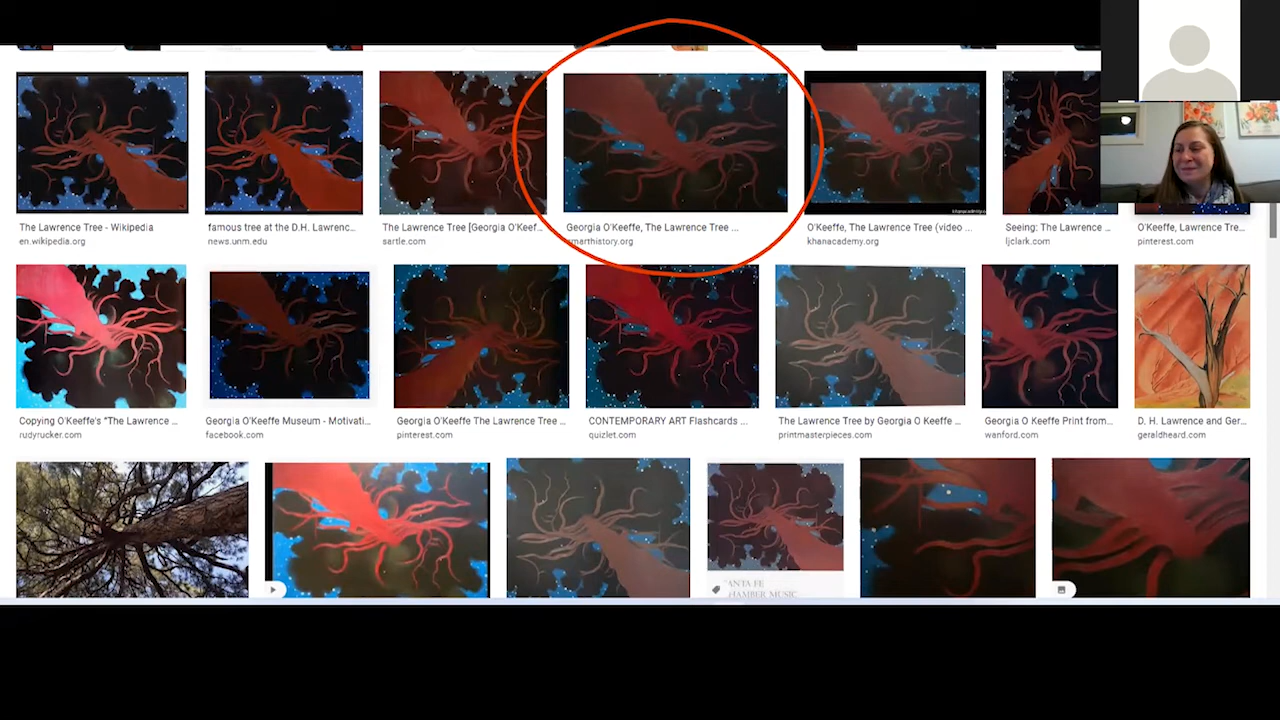 The Lawrence Tree - Wikipedia
en.wikipedia.org
famous tree at the D.H. Lawrenc...
news.unm.edu
The Lawrence Tree [Georgia O'Keef...
sartle.com
Georgia O'Keeffe, The Lawrence Tree ...
smarthistory.org
O'Keeffe, The Lawrence Tree (video ...
khanacademy.org
Seeing: The Lawrence ...
ljclark.com
O'Keeffe, Lawrence Tre...
pinterest.com
Copying O'Keeffe's "The Lawrence ...
rudyrucker.com
Georgia O'Keeffe Museum - Motivati...
facebook.com
Georgia O'Keeffe The Lawrence Tree ...
pinterest.com
CONTEMPORARY ART Flashcards ...
quizlet.com
The Lawrence Tree by Georgia O Keeffe ...
printmasterpieces.com
Georgia O Keeffe Print from...
wanford.com
D. H. Lawrence and Ger...
geraldheard.com
ANTA FE
HAMBER MUSIC